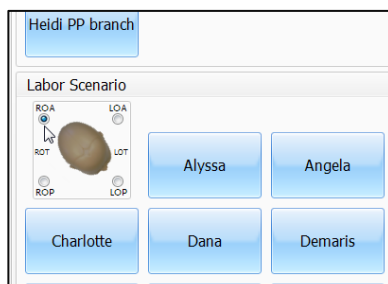 Heidi PP branch
Labor Scenario
ROA LOA
ROT LOT
ROP LOP
Alyssa Angela
Charlotte Dana Demaris